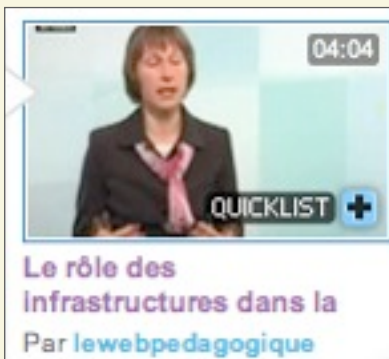 04:04
QUICKLIST +
Le rôle des
infrastructures dans la
Par lewebpedagogique